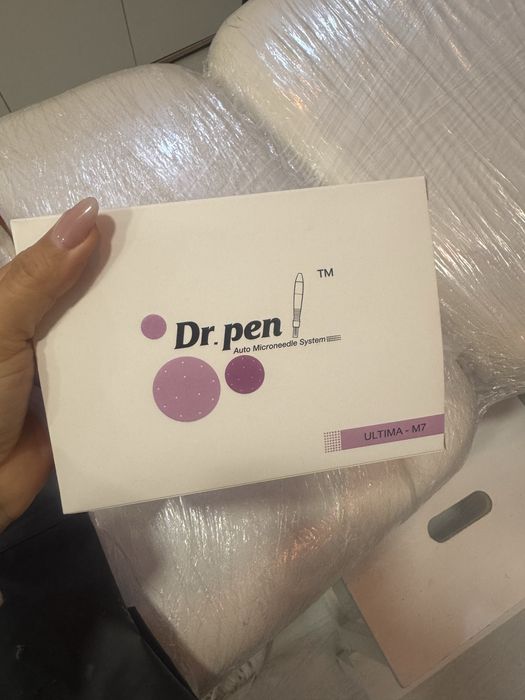 TM
Dr. pen
Auto Microneedle System
ULTIMA - M7